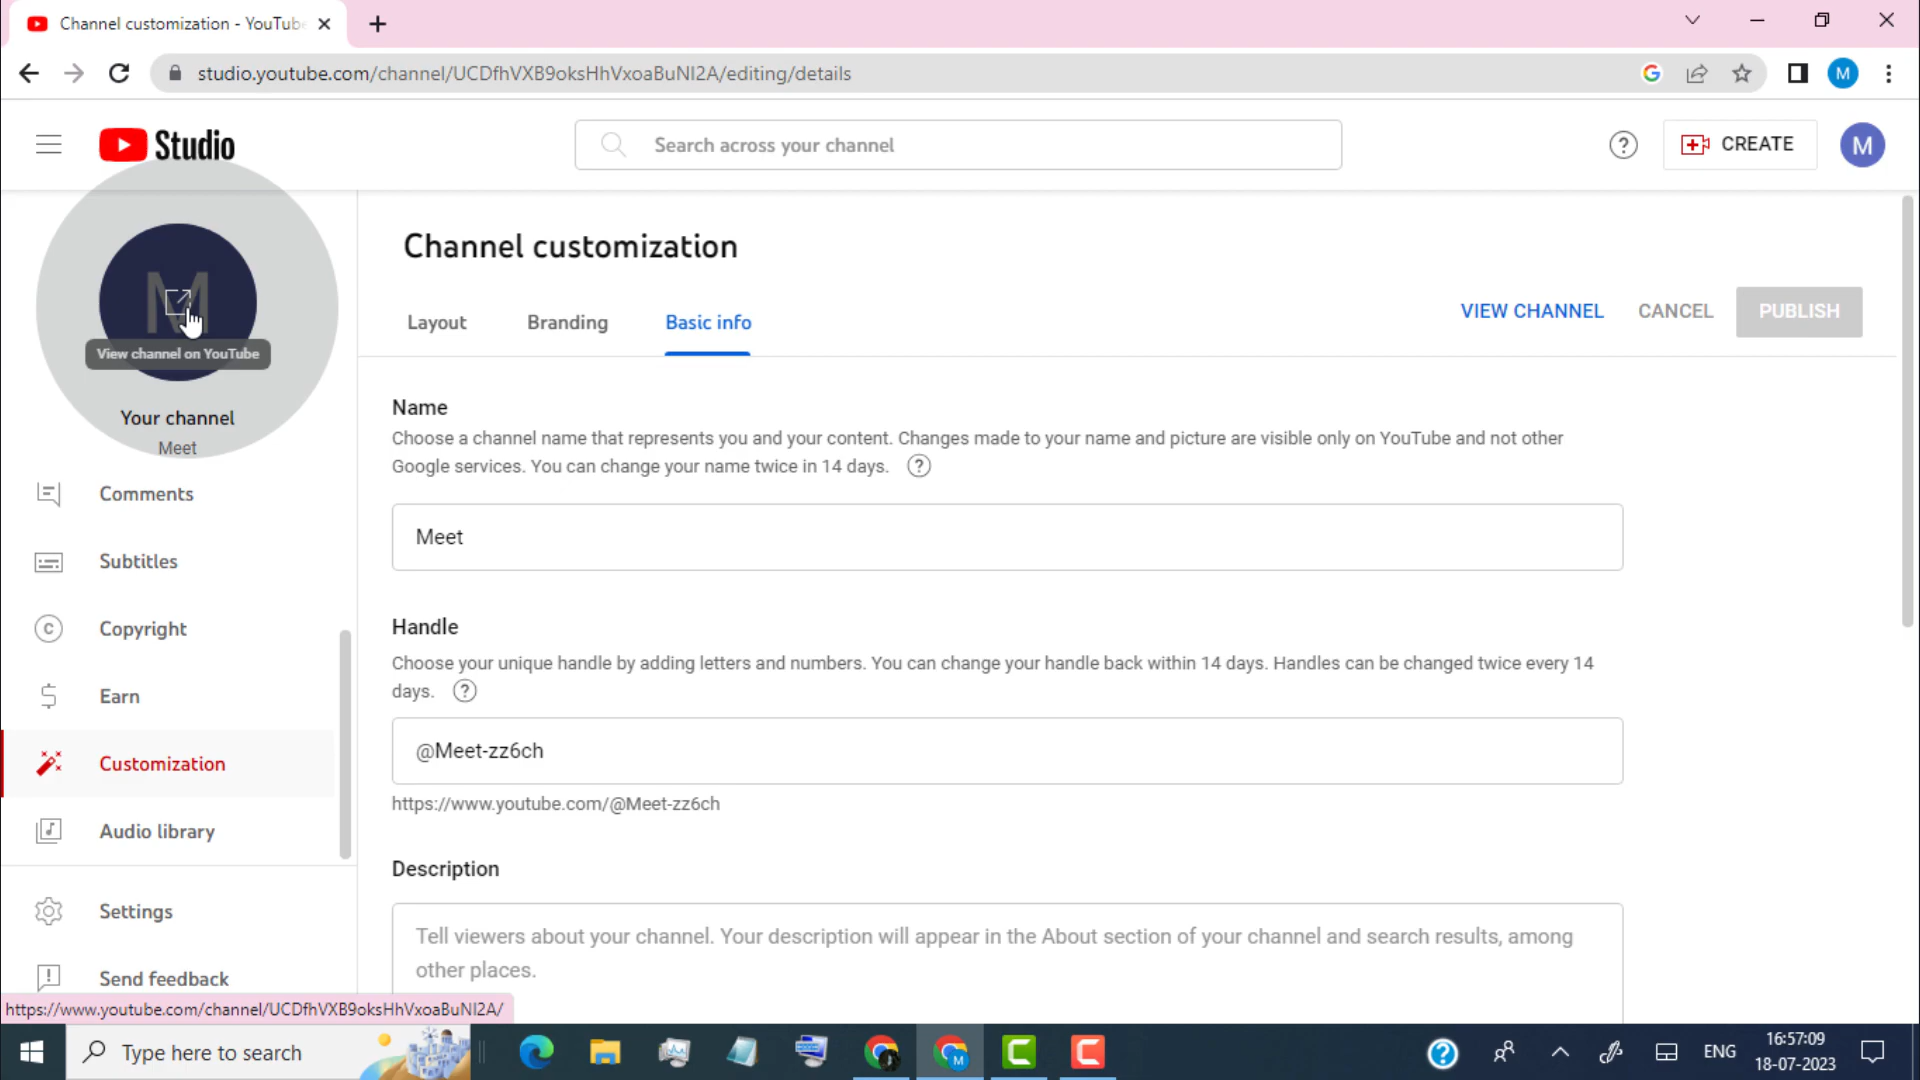 Channel customization - YouTube
studio.youtube.com/channel/UCDfhVXB9oksHhVxoaBuNI2A/editing/details
M
Studio
Search across your channel
CREATE
M
M
View channel on YouTube
Your channel
Meet
Comments
Subtitles
Copyright
Earn
Customization
Audio library
Settings
Send feedback
https://www.youtube.com/channel/UCDfhVXB9oksHhVxoaBuNI2A/
Channel customization
Layout
Branding
Basic info
VIEW CHANNEL
CANCEL
PUBLISH
Name
Choose a channel name that represents you and your content. Changes made to your name and picture are visible only on YouTube and not other
Google services. You can change your name twice in 14 days.
Meet
Handle
Choose your unique handle by adding letters and numbers. You can change your handle back within 14 days. Handles can be changed twice every 14
days.
@Meet-zz6ch
https://www.youtube.com/@Meet-zz6ch
Description
Tell viewers about your channel. Your description will appear in the About section of your channel and search results, among
other places.
Type here to search
ENG
16:57:09
18-07-2023